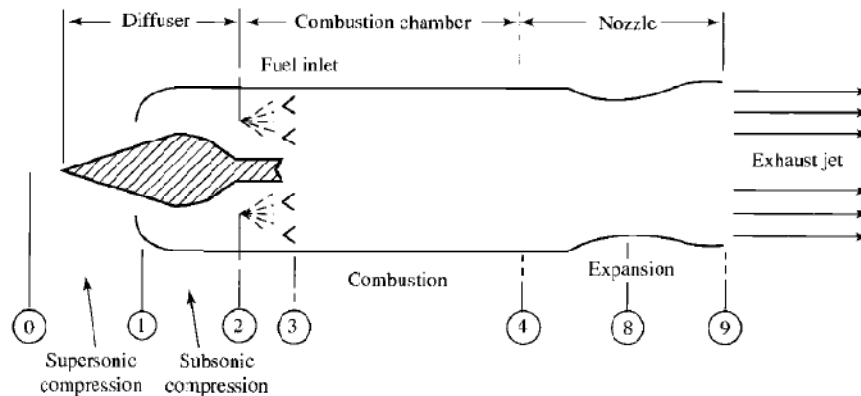 Diffuser
Combustion chamber
Nozzle
Fuel inlet
Exhaust jet
Combustion
Expansion
0
1
2
3
4
8
9
Supersonic
compression
Subsonic
compression